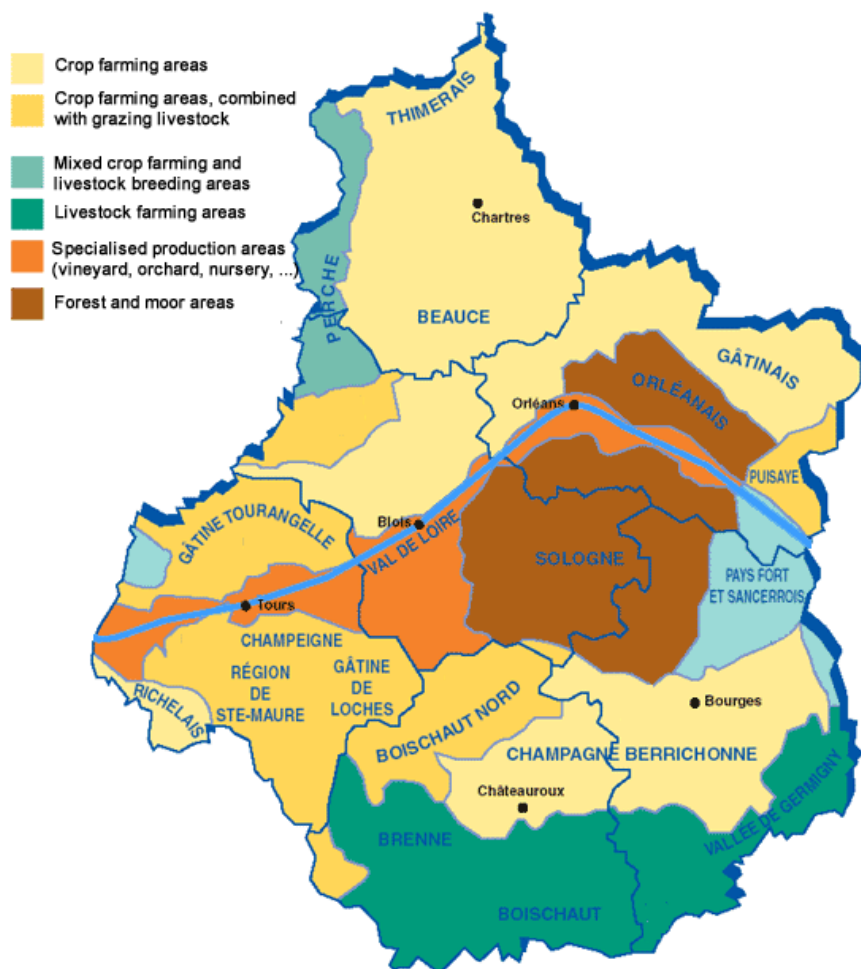 Crop farming areas
Crop farming areas, combined
with grazing livestock
Mixed crop farming and
livestock breeding areas
Livestock farming areas
Specialised production areas
(vineyard, orchard, nursery, ...)
Forest and moor areas
THIMERAIS
Chartres
PERCHE
BEAUCE
GÂTINAIS
ORLÉANAIS
Orléans
PUISAYE
Blois
VAL DE LOIRE
GÂTINE TOURANGELLE
SOLOGNE
PAYS FORT
ET SANCERROIS
Tours
CHAMPEIGNE
RÉGION
DE
STE-MAURE
GÂTINE
DE
LOCHES
RICHELAIS
Bourges
BOISCHAUT NORD
CHAMPAGNE BERRICHONNE
Châteauroux
VALLÉE DE GERMIGNY
BRENNE
BOISCHAUT